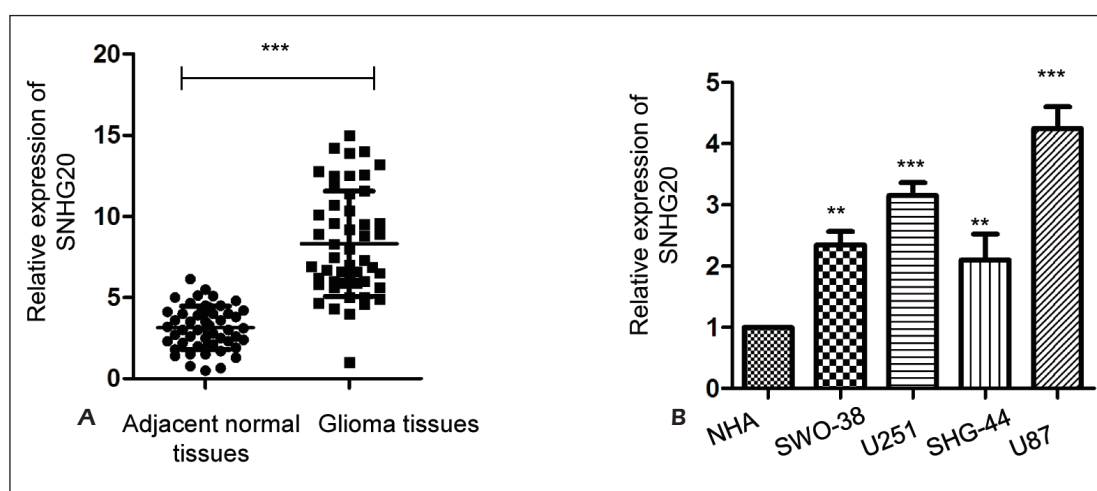 Relative expression of
SNHG20
20
15
10
5
0
***
A
Adjacent normal
tissues
Glioma tissues
Relative expression of
SNHG20
5
4
3
2
1
0
**
***
**
***
B
NHA
SWO-38
U251
SHG-44
U87